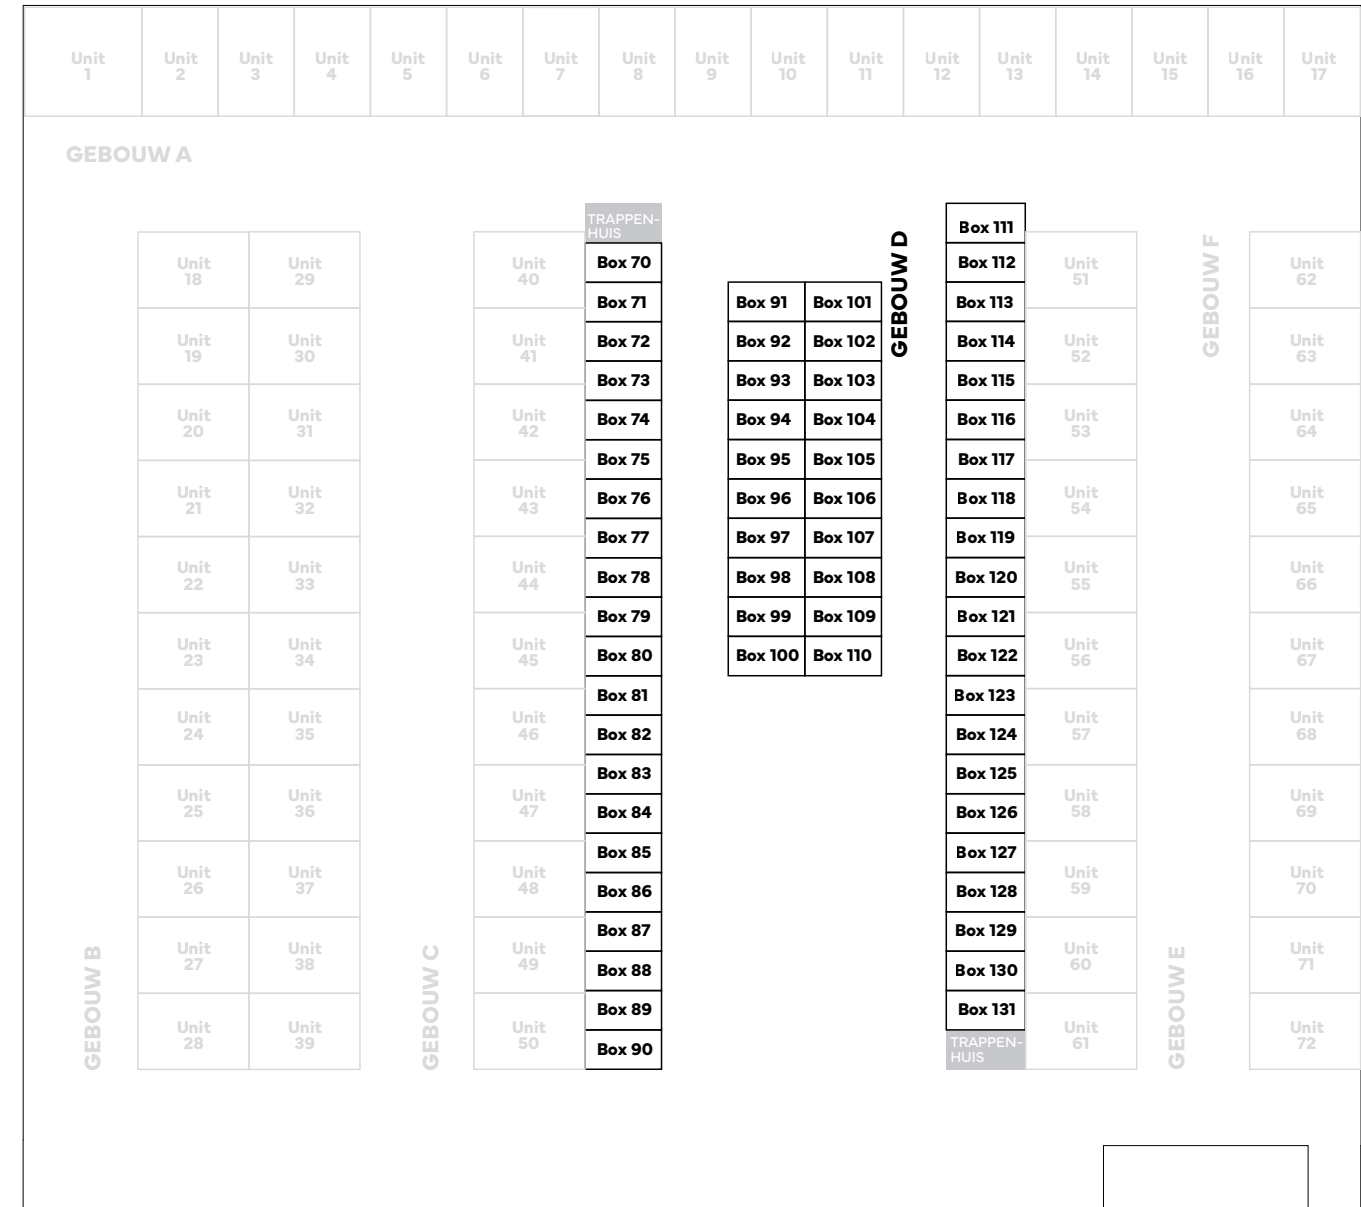 Unit
1
Unit
2
Unit
3
Unit
4
Unit
5
Unit
6
Unit
7
Unit
8
Unit
9
Unit
10
Unit
11
Unit
12
Unit
13
Unit
14
Unit
15
Unit
16
Unit
17
GEBOUW A
Unit
18
Unit
19
Unit
20
Unit
21
Unit
22
Unit
23
Unit
24
Unit
25
Unit
26
Unit
27
Unit
28
GEBOUW B
Unit
29
Unit
30
Unit
31
Unit
32
Unit
33
Unit
34
Unit
35
Unit
36
Unit
37
Unit
38
Unit
39
GEBOUW C
Unit
40
Unit
41
Unit
42
Unit
43
Unit
44
Unit
45
Unit
46
Unit
47
Unit
48
Unit
49
Unit
50
TRAPPEN-
HUIS
Box 70
Box 71
Box 72
Box 73
Box 74
Box 75
Box 76
Box 77
Box 78
Box 79
Box 80
Box 81
Box 82
Box 83
Box 84
Box 85
Box 86
Box 87
Box 88
Box 89
Box 90
Box 91
Box 92
Box 93
Box 94
Box 95
Box 96
Box 97
Box 98
Box 99
Box 100
Box 101
Box 102
Box 103
Box 104
Box 105
Box 106
Box 107
Box 108
Box 109
Box 110
GEBOUW D
Box 111
Box 112
Box 113
Box 114
Box 115
Box 116
Box 117
Box 118
Box 119
Box 120
Box 121
Box 122
Box 123
Box 124
Box 125
Box 126
Box 127
Box 128
Box 129
Box 130
Box 131
TRAPPEN-
HUIS
Unit
51
Unit
52
Unit
53
Unit
54
Unit
55
Unit
56
Unit
57
Unit
58
Unit
59
Unit
60
Unit
61
GEBOUW E
GEBOUW F
Unit
62
Unit
63
Unit
64
Unit
65
Unit
66
Unit
67
Unit
68
Unit
69
Unit
70
Unit
71
Unit
72